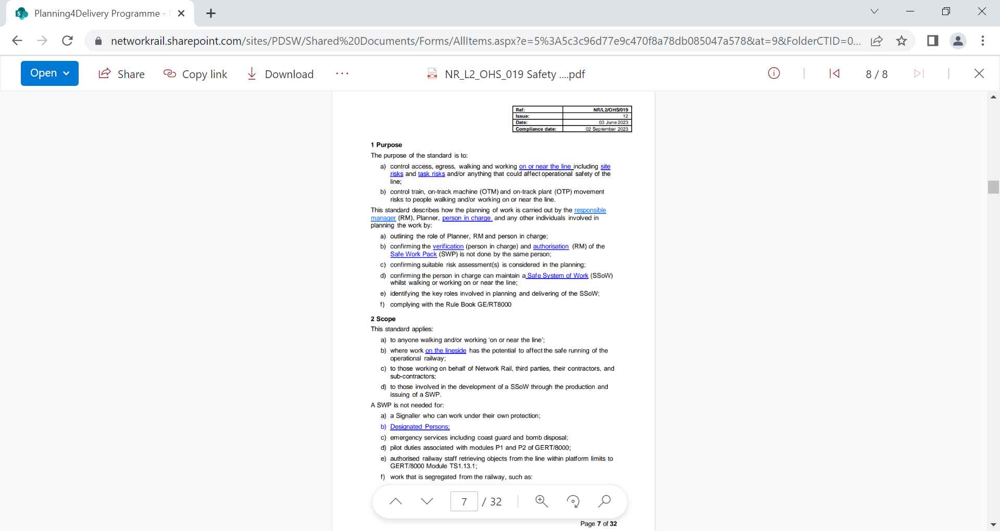 Planning4Delivery Programme -
networkrail.sharepoint.com/sites/PDSW/Shared%20Documents/Forms/AllItems.aspx?e=5%3A5c3c96d77e9c470f8a78db085047a578&at=9&FolderCTID=0...
Open Share Copy link Download ... NR_L2_OHS_019 Safety ....pdf 8 / 8
Ref: NR/L2/OHS/019
Issue: 12
Date: 03 June 2023
Compliance date: 02 September 2023
1 Purpose
The purpose of the standard is to:
a) control access, egress, walking and working on or near the line including site
risks and task risks and/or anything that could affect operational safety of the
line;
b) control train, on-track machine (OTM) and on-track plant (OTP) movement
risks to people walking and/or working on or near the line.
This standard describes how the planning of work is carried out by the responsible
manager (RM), Planner, person in charge and any other individuals involved in
planning the work by:
a) outlining the role of Planner, RM and person in charge;
b) confirming the verification (person in charge) and authorisation (RM) of the
Safe Work Pack (SWP) is not done by the same person;
c) confirming suitable risk assessment(s) is considered in the planning;
d) confirming the person in charge can maintain a Safe System of Work (SSoW)
whilst walking or working on or near the line;
e) identifying the key roles involved in planning and delivering of the SSoW;
f) complying with the Rule Book GE/RT8000
2 Scope
This standard applies:
a) to anyone walking and/or working 'on or near the line';
b) where work on the lineside has the potential to affect the safe running of the
operational railway;
c) to those working on behalf of Network Rail, third parties, their contractors, and
sub-contractors;
d) to those involved in the development of a SSoW through the production and
issuing of a SWP.
A SWP is not needed for:
a) a Signaller who can work under their own protection;
b) Designated Persons;
c) emergency services including coast guard and bomb disposal;
d) pilot duties associated with modules P1 and P2 of GERT/8000;
e) authorised railway staff retrieving objects from the line within platform limits to
GERT/8000 Module TS1.13.1;
f) work that is segregated from the railway, such as:
7 / 32
Page 7 of 32